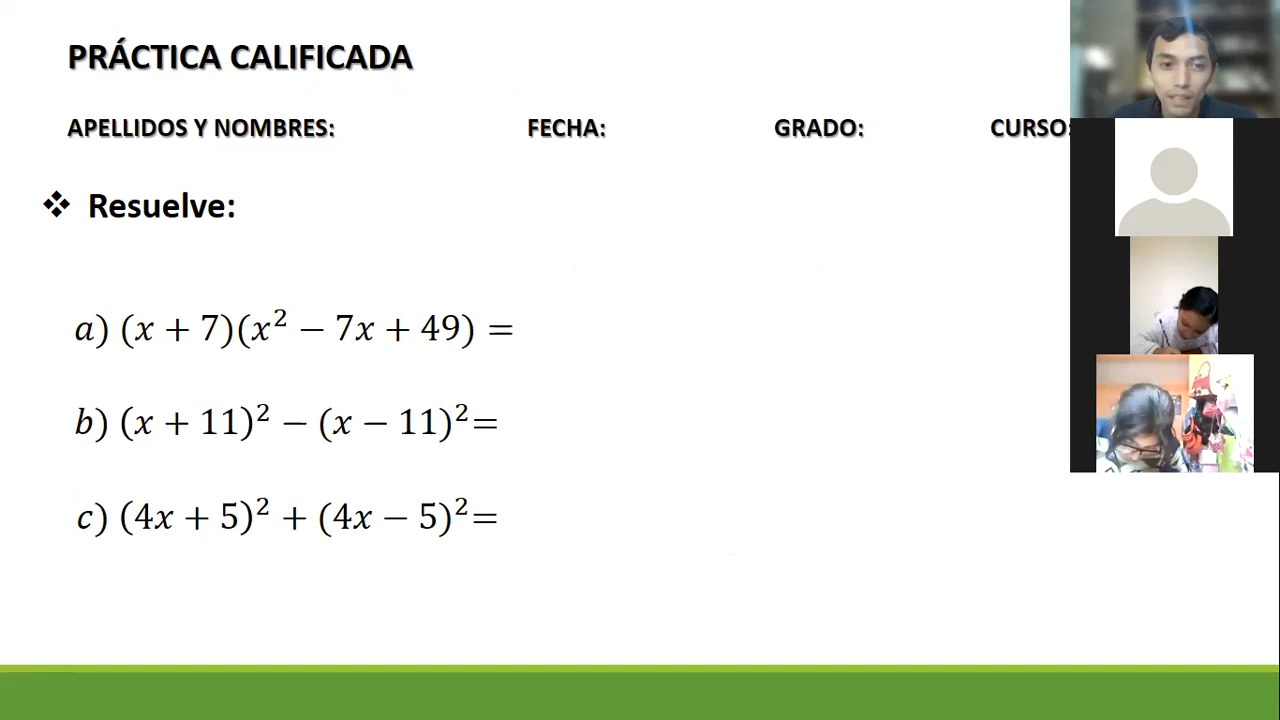 PRÁCTICA CALIFICADA
APELLIDOS Y NOMBRES: FECHA: GRADO: CURSO:
❖ Resuelve:
a) (x + 7)(x² − 7x + 49) =
b) (x + 11)² − (x − 11)²=
c) (4x + 5)² + (4x − 5)²=